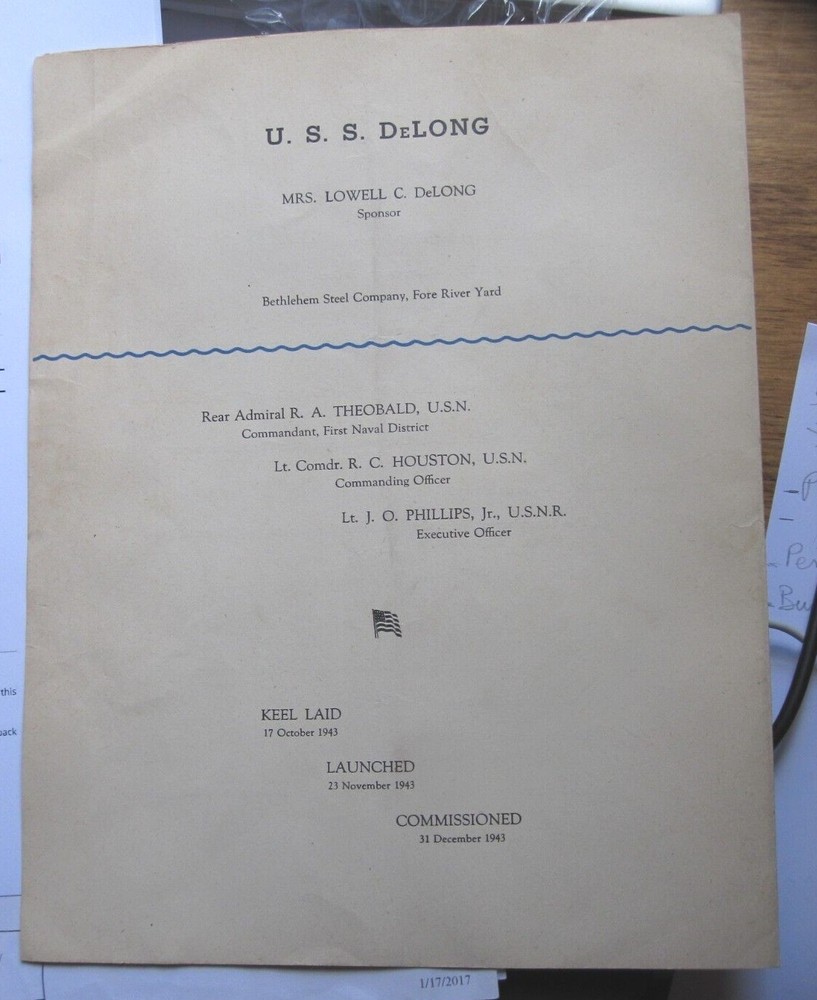 U. S. S. DeLONG
MRS. LOWELL C. DeLONG
Sponsor
Bethlehem Steel Company, Fore River Yard
Rear Admiral R. A. THEOBALD, U.S.N.
Commandant, First Naval District
Lt. Comdr. R. C. HOUSTON, U.S.N.
Commanding Officer
Lt. J. O. PHILLIPS, Jr., U.S.N.R.
Executive Officer
KEEL LAID
17 October 1943
LAUNCHED
23 November 1943
COMMISSIONED
31 December 1943
this
1/17/2017